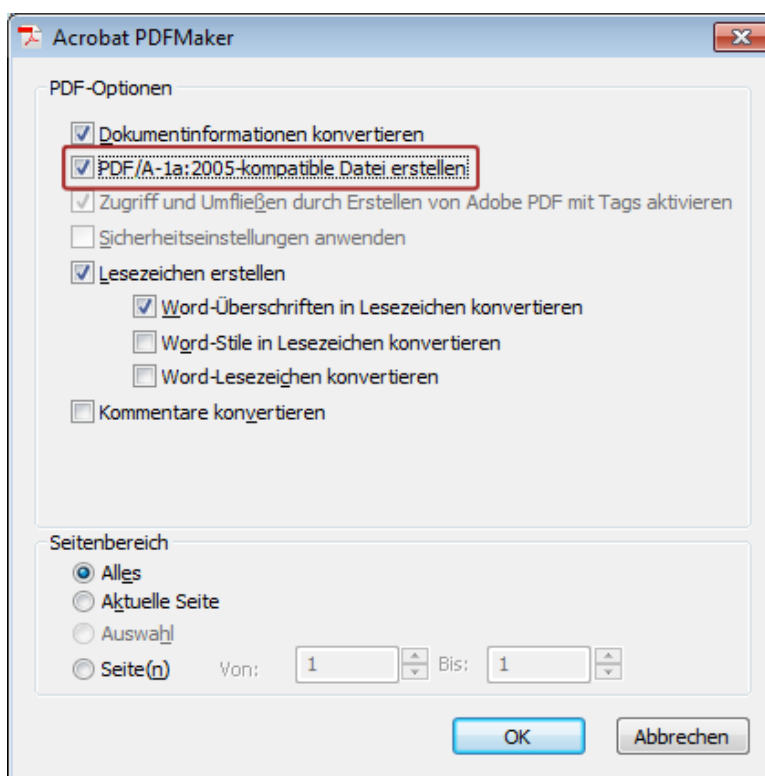 Acrobat PDFMaker
PDF-Optionen
Dokumentinformationen konvertieren
PDF/A-1a:2005-kompatible Datei erstellen
Zugriff und Umfließen durch Erstellen von Adobe PDF mit Tags aktivieren
Sicherheitseinstellungen anwenden
Lesezeichen erstellen
Word-Überschriften in Lesezeichen konvertieren
Word-Stile in Lesezeichen konvertieren
Word-Lesezeichen konvertieren
Kommentare konvertieren
Seitenbereich
Alles
Aktuelle Seite
Auswahl
Seite(n) Von: 1 Bis: 1
OK Abbrechen